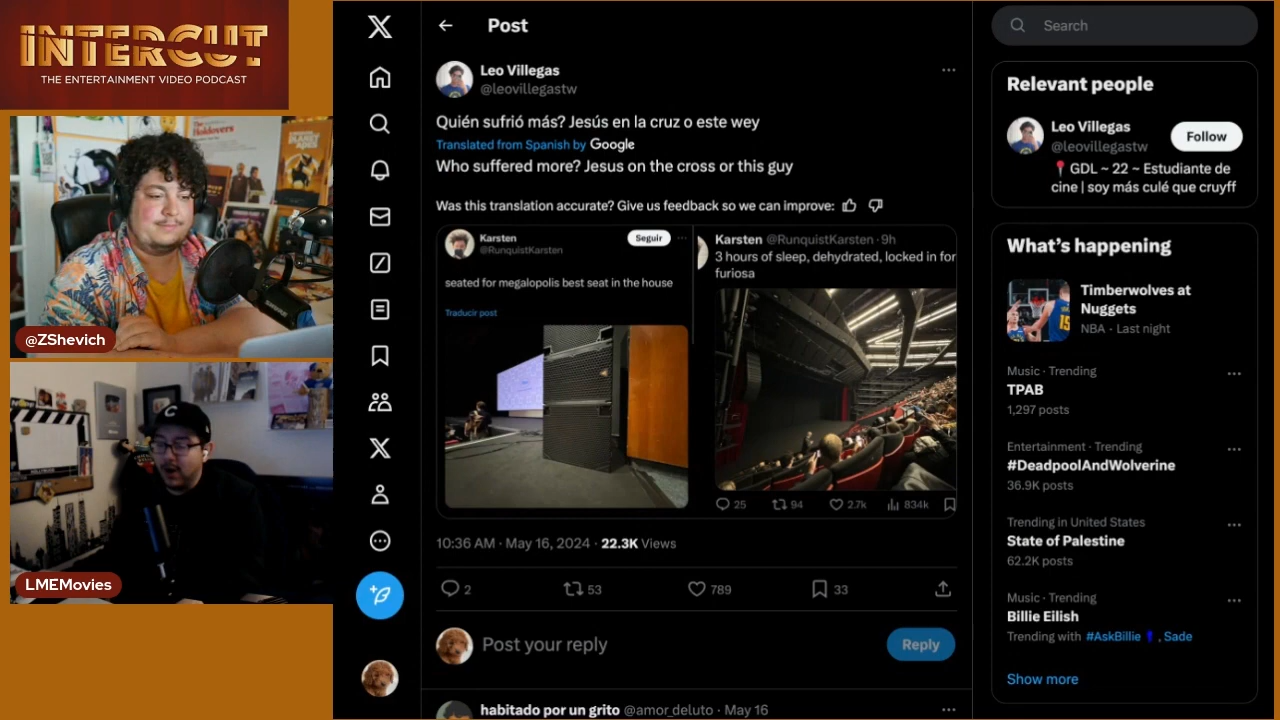 INTERCUT
THE ENTERTAINMENT VIDEO PODCAST
The Holdovers
@ZShevich
LMEMovies
Post
Leo Villegas
@leovillegastw
Quién sufrió más? Jesús en la cruz o este wey
Translated from Spanish by Google
Who suffered more? Jesus on the cross or this guy
Was this translation accurate? Give us feedback so we can improve:
Karsten
@RunquistKarsten
Seguir
seated for megalopolis best seat in the house
Traducir post
Karsten @RunquistKarsten · 9h
3 hours of sleep, dehydrated, locked in for
furiosa
25 94 2.7k 834k
10:36 AM · May 16, 2024 · 22.3K Views
2 53 789 33
Post your reply
Reply
habitado por un grito @amor_deluto · May 16
Search
Relevant people
Leo Villegas
@leovillegastw
Follow
GDL ~ 22 ~ Estudiante de
cine | soy más culé que cruyff
What's happening
Timberwolves at
Nuggets
NBA · Last night
Music · Trending
TPAB
1,297 posts
Entertainment · Trending
#DeadpoolAndWolverine
36.9K posts
Trending in United States
State of Palestine
62.2K posts
Music · Trending
Billie Eilish
Trending with #AskBillie , Sade
Show more